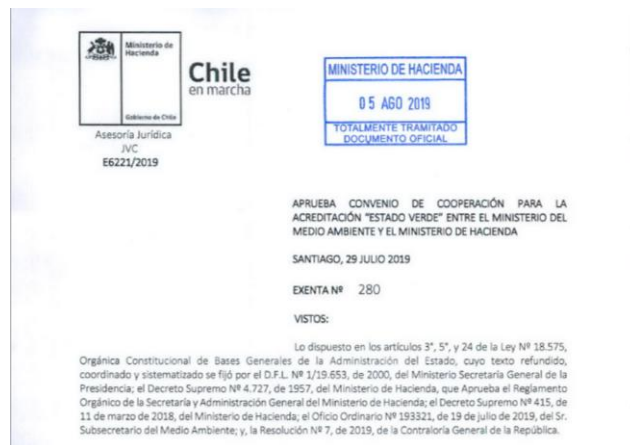 Ministerio de
Hacienda
Gobierno de Chile
Chile
en marcha
Asesoría Jurídica
JVC
E6221/2019
MINISTERIO DE HACIENDA
05 AGO 2019
TOTALMENTE TRAMITADO
DOCUMENTO OFICIAL
APRUEBA CONVENIO DE COOPERACIÓN PARA LA
ACREDITACIÓN "ESTADO VERDE" ENTRE EL MINISTERIO DEL
MEDIO AMBIENTE Y EL MINISTERIO DE HACIENDA
SANTIAGO, 29 JULIO 2019
EXENTA Nº 280
VISTOS:
Lo dispuesto en los artículos 3°, 5°, y 24 de la Ley Nº 18.575,
Orgánica Constitucional de Bases Generales de la Administración del Estado, cuyo texto refundido,
coordinado y sistematizado se fijó por el D.F.L. Nº 1/19.653, de 2000, del Ministerio Secretaría General de la
Presidencia; el Decreto Supremo Nº 4.727, de 1957, del Ministerio de Hacienda, que Aprueba el Reglamento
Orgánico de la Secretaría y Administración General del Ministerio de Hacienda; el Decreto Supremo Nº 415, de
11 de marzo de 2018, del Ministerio de Hacienda; el Oficio Ordinario Nº 193321, de 19 de julio de 2019, del Sr.
Subsecretario del Medio Ambiente; y, la Resolución Nº 7, de 2019, de la Contraloría General de la República.